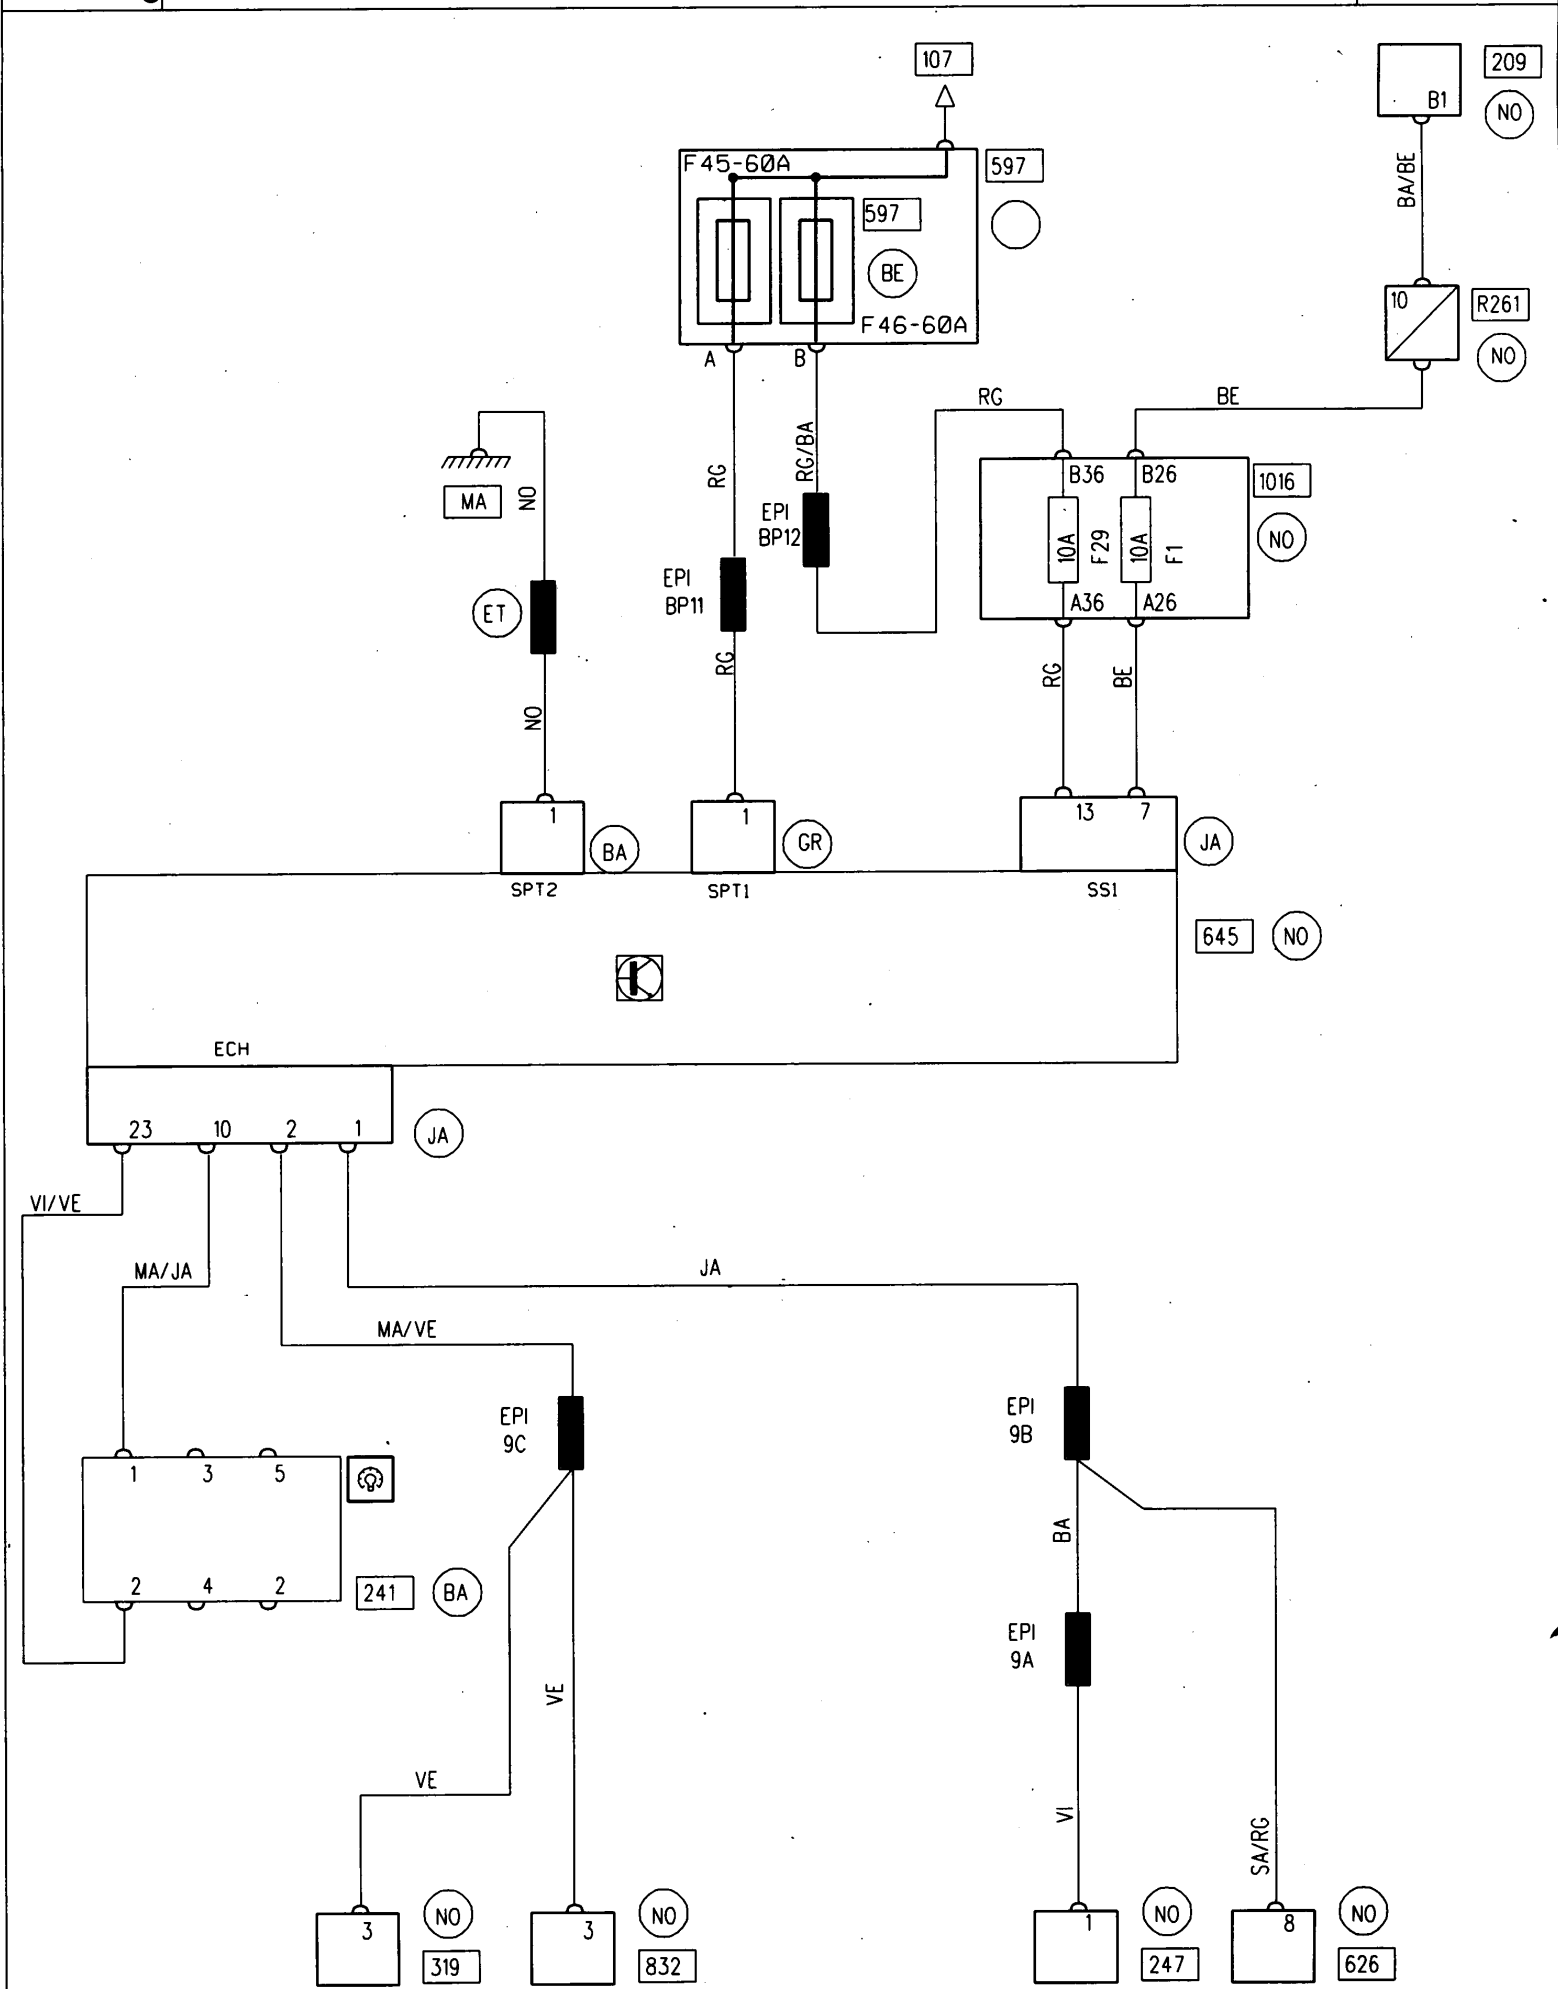 107
209
B1
NO
F45-60A
597
597
BE
F46-60A
BA/BE
10
R261
NO
A
B
RG
BE
RG
RG/BA
MA
NO
EPI
BP12
B36
B26
1016
10A
F29
10A
F1
NO
A36
A26
EPI
BP11
ET
RG
NO
RG
BE
1
BA
1
GR
13
7
JA
SPT2
SPT1
SS1
645
NO
ECH
23
10
2
1
JA
VI/VE
MA/JA
JA
MA/VE
EPI
9C
EPI
9B
1
3
5
BA
2
4
2
241
BA
EPI
9A
VE
VE
VI
SA/RG
3
NO
319
3
NO
832
1
NO
247
8
NO
626